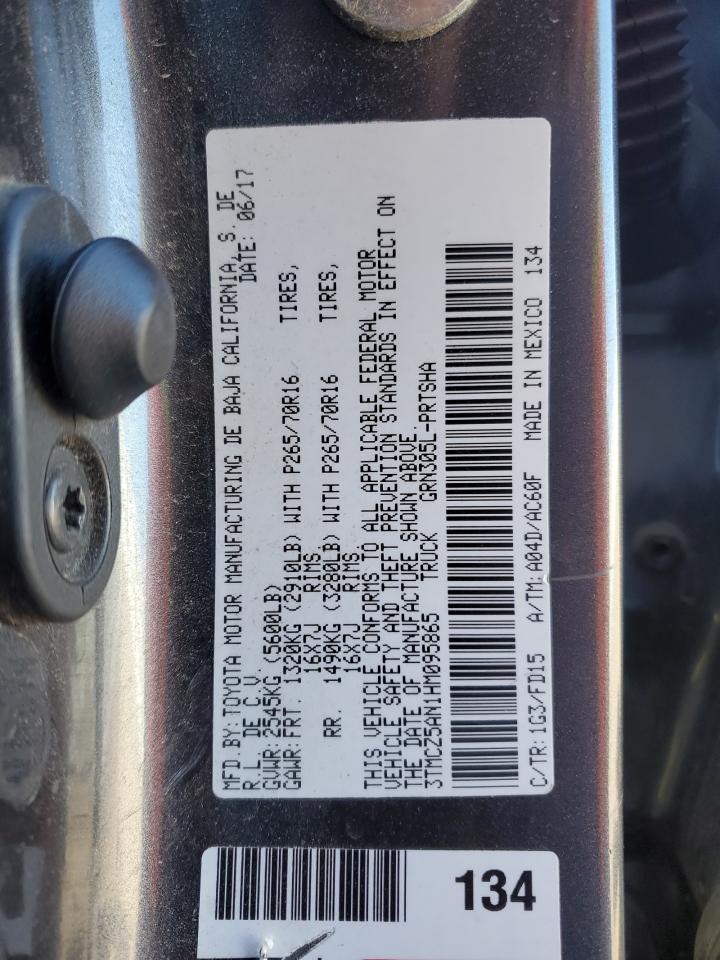 MFD. BY: TOYOTA MOTOR MANUFACTURING DE BAJA CALIFORNIA, S. DE
R.L. DE C.V. DATE: 06/17
GVWR: 2545KG (5600LB)
GAWR: FRT. 1320KG (2910LB) WITH P265/70R16 TIRES,
16X7J RIMS,
RR. 1490KG (3280LB) WITH P265/70R16 TIRES,
16X7J RIMS.
THIS VEHICLE CONFORMS TO ALL APPLICABLE FEDERAL MOTOR
VEHICLE SAFETY AND THEFT PREVENTION STANDARDS IN EFFECT ON
THE DATE OF MANUFACTURE SHOWN ABOVE.
3TMCZ5AN1HM095865 TRUCK GRN305L-PRTSHA
C/TR: 1G3/FD15 A/TM: A04D/AC60F MADE IN MEXICO 134
134